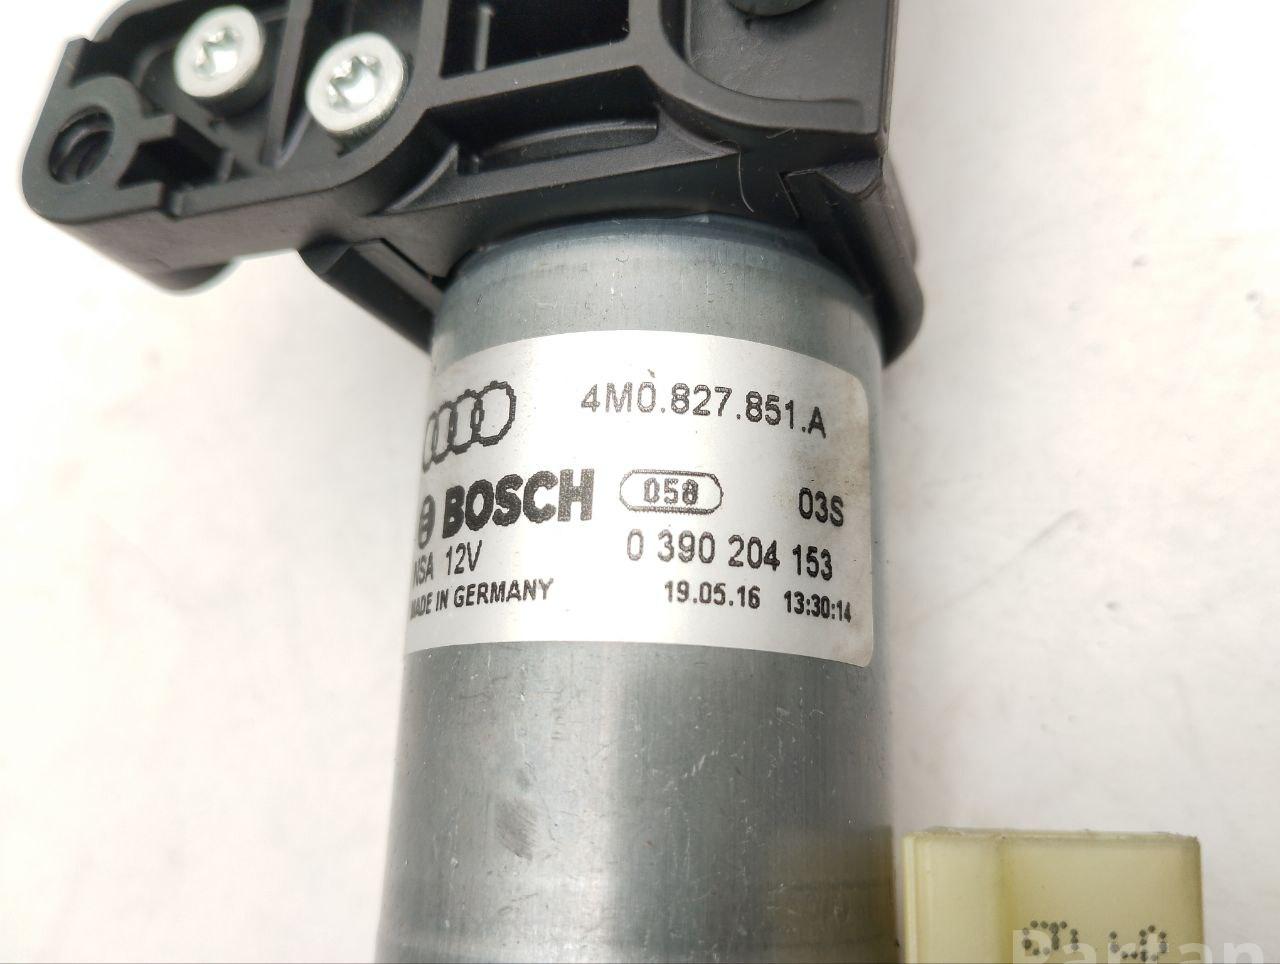 4M0.827.851.A
BOSCH 058 03S
12V 0 390 204 153
MADE IN GERMANY 19.05.16 13:30:14